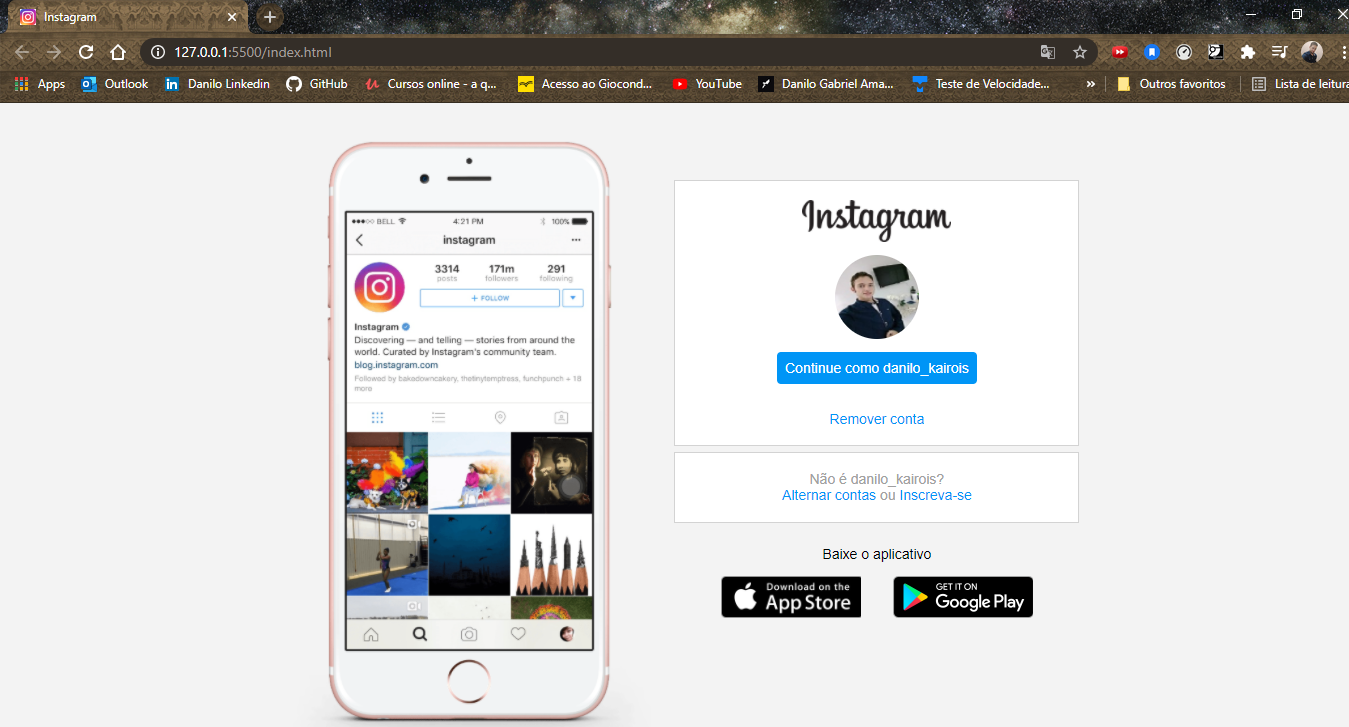 Instagram
127.0.0.1:5500/index.html
Apps
Outlook
Danilo Linkedin
GitHub
Cursos online - a q...
Acesso ao Giocond...
YouTube
Danilo Gabriel Ama...
Teste de Velocidade...
»
Outros favoritos
Lista de leitura
BELL 4:21 PM 100%
instagram
3314 171m 291
posts followers following
+ FOLLOW
Instagram
Discovering — and telling — stories from around the
world. Curated by Instagram's community team.
blog.instagram.com
Followed by bakedowncakery, thetinytemptress, funchpunch + 18
more
Instagram
Continue como danilo_kairois
Remover conta
Não é danilo_kairois?
Alternar contas ou Inscreva-se
Baixe o aplicativo
Download on the
App Store
GET IT ON
Google Play